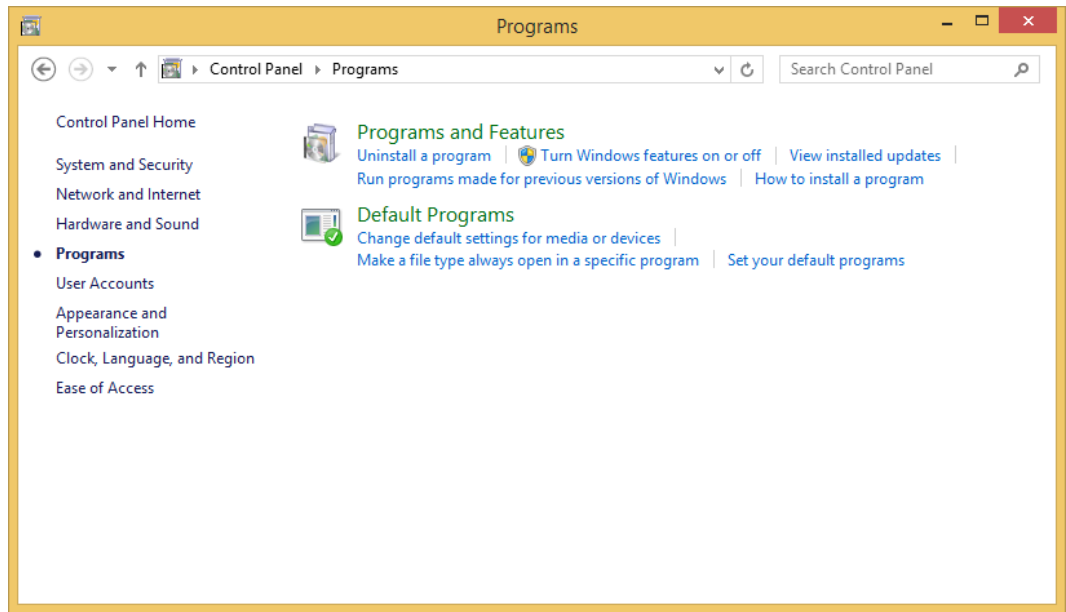 Programs
Control Panel Programs
Search Control Panel
Control Panel Home
System and Security
Network and Internet
Hardware and Sound
Programs
User Accounts
Appearance and
Personalization
Clock, Language, and Region
Ease of Access
Programs and Features
Uninstall a program Turn Windows features on or off View installed updates
Run programs made for previous versions of Windows How to install a program
Default Programs
Change default settings for media or devices
Make a file type always open in a specific program Set your default programs